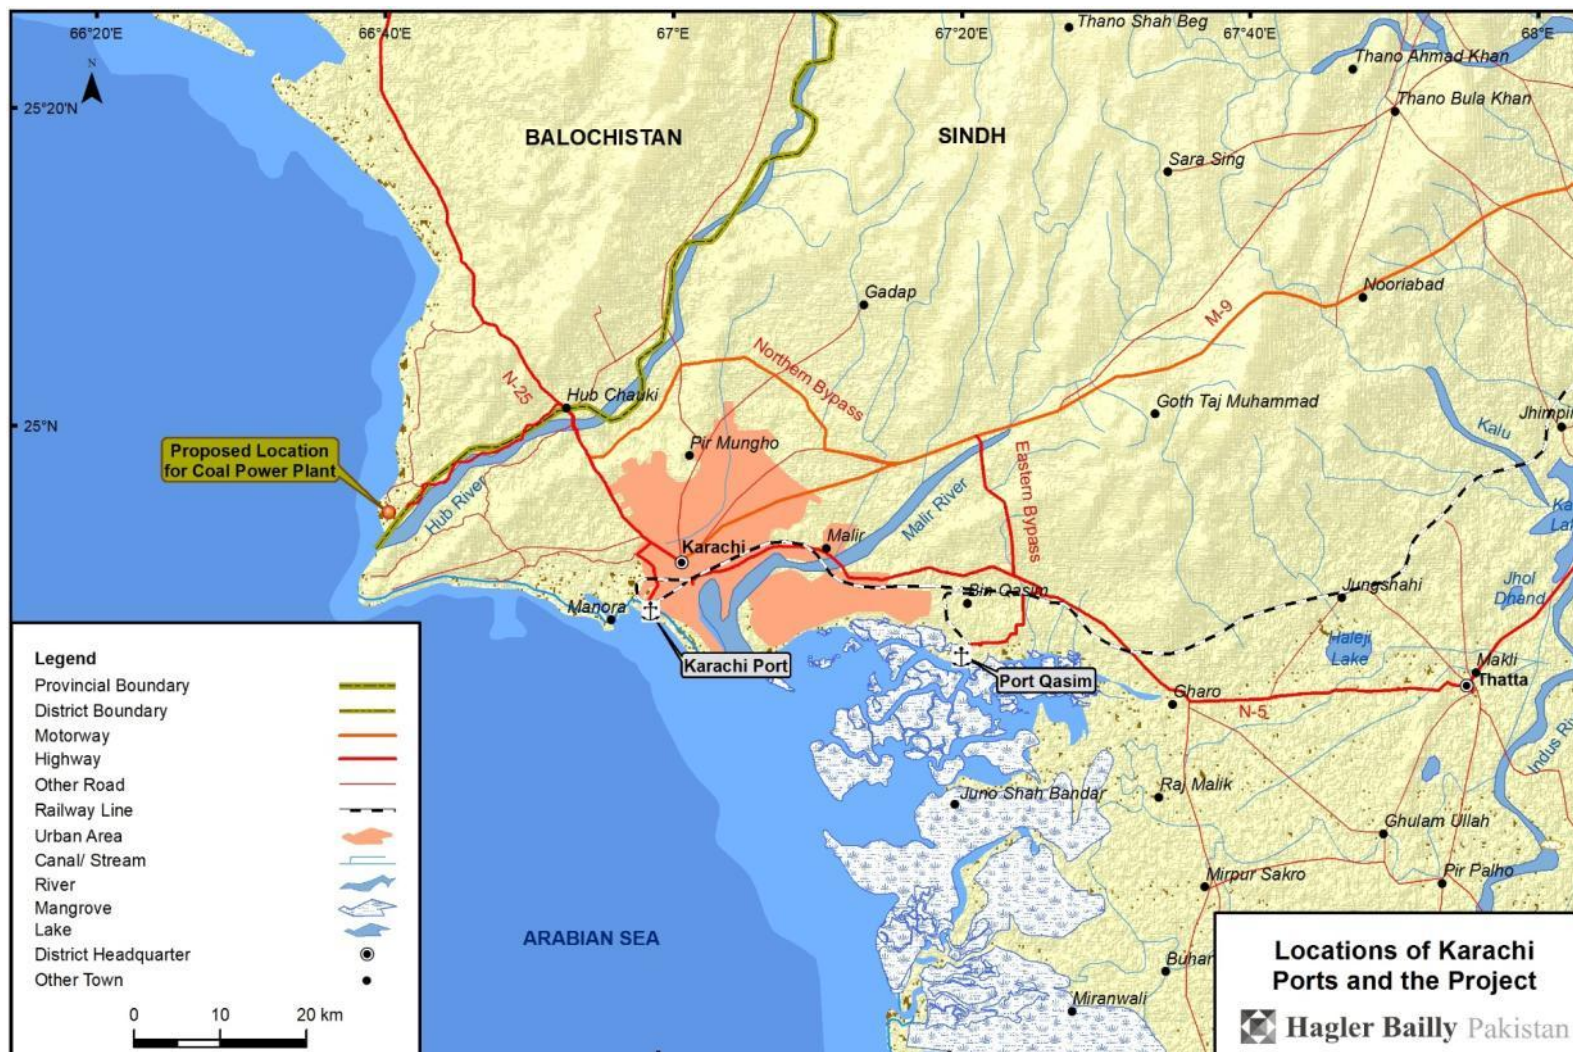 66°20'E
66°40'E
67°E
67°20'E
67°40'E
68°E
25°20'N
25°N
N
Thano Shah Beg
Thano Ahmad Khan
Thano Bula Khan
BALOCHISTAN
SINDH
Sara Sing
Gadap
Nooriabad
M-9
Northern Bypass
N-25
Hub Chauki
Goth Taj Muhammad
Kalu
Jhimpir
Pir Mungho
Proposed Location
for Coal Power Plant
Hub River
Malir River
Eastern Bypass
Malir
Karachi
Manora
Bin Qasim
Jungshahi
Jhol
Dhand
Haleji
Lake
Karachi Port
Port Qasim
Makli
Thatta
Gharo
N-5
Juno Shah Bandar
Raj Malik
Ghulam Ullah
Mirpur Sakro
Pir Palho
Miranwali
ARABIAN SEA
Legend
Provincial Boundary
District Boundary
Motorway
Highway
Other Road
Railway Line
Urban Area
Canal/ Stream
River
Mangrove
Lake
District Headquarter
Other Town
0 10 20 km
Locations of Karachi
Ports and the Project
Hagler Bailly Pakistan